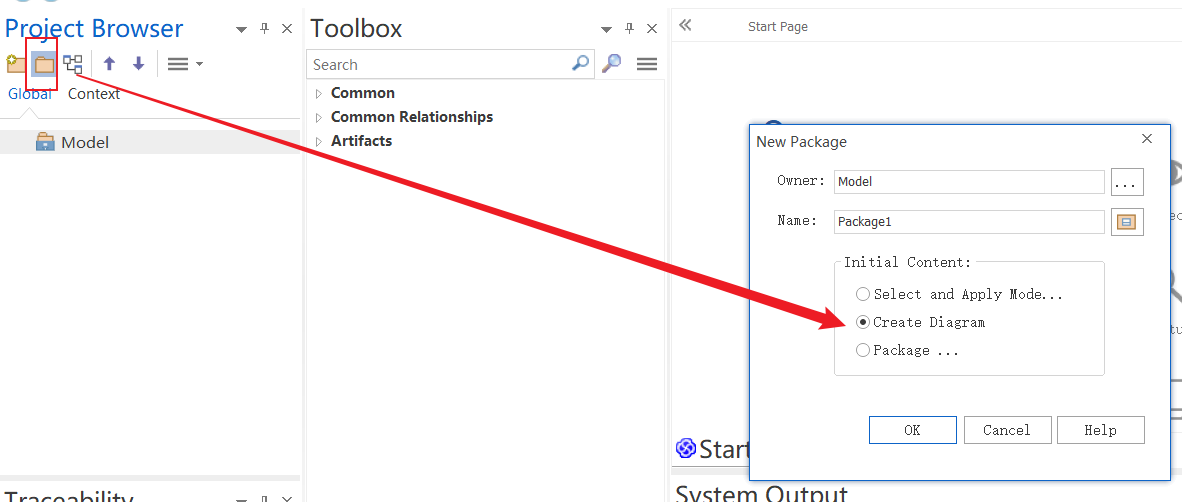 Project Browser
Toolbox
Start Page
Search
Global
Context
Common
Common Relationships
Artifacts
Model
New Package
Owner:
Model
...
Name:
Package1
Initial Content:
Select and Apply Mode...
Create Diagram
Package ...
OK
Cancel
Help
Start
Traceability
System Output